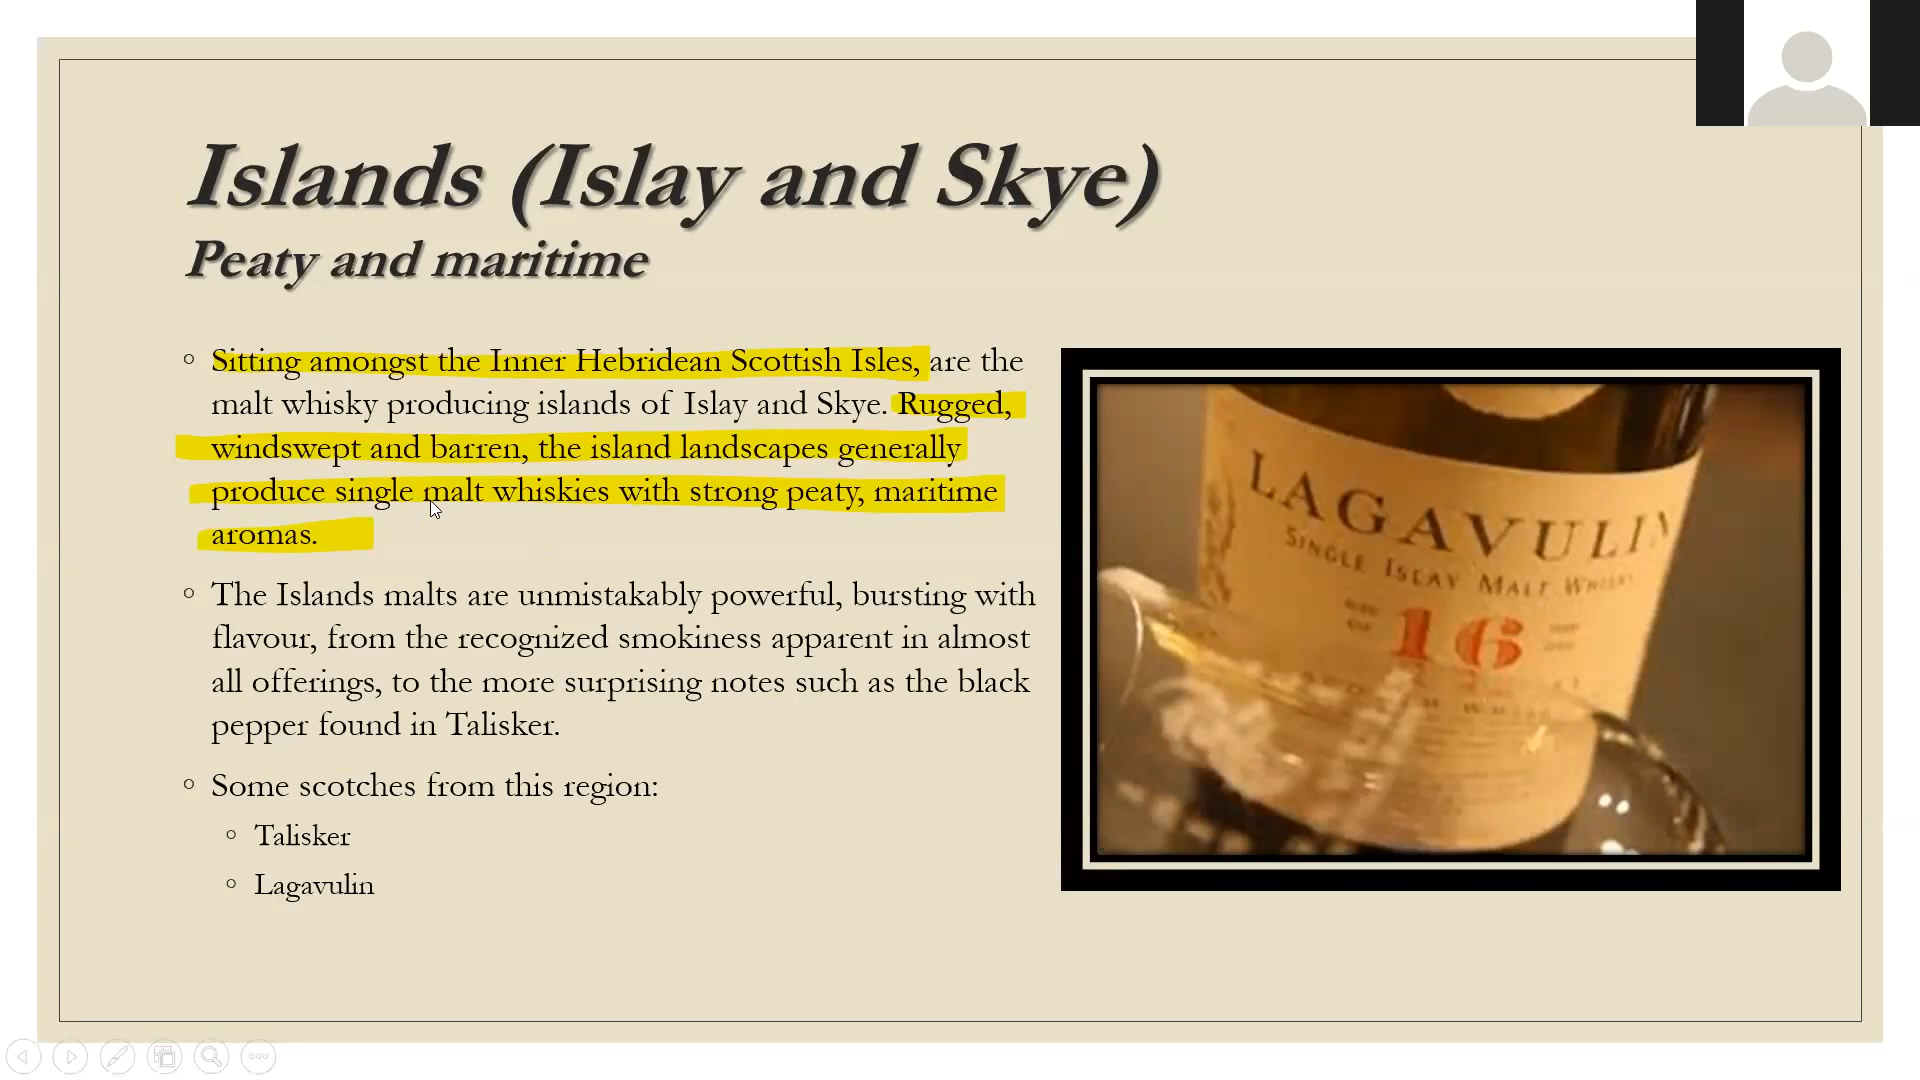 Islands (Islay and Skye)
Peaty and maritime
Sitting amongst the Inner Hebridean Scottish Isles, are the
malt whisky producing islands of Islay and Skye. Rugged,
windswept and barren, the island landscapes generally
produce single malt whiskies with strong peaty, maritime
aromas.
The Islands malts are unmistakably powerful, bursting with
flavour, from the recognized smokiness apparent in almost
all offerings, to the more surprising notes such as the black
pepper found in Talisker.
Some scotches from this region:
Talisker
Lagavulin
LAGAVULIN
SINGLE ISLAY MALT WHISKY
16